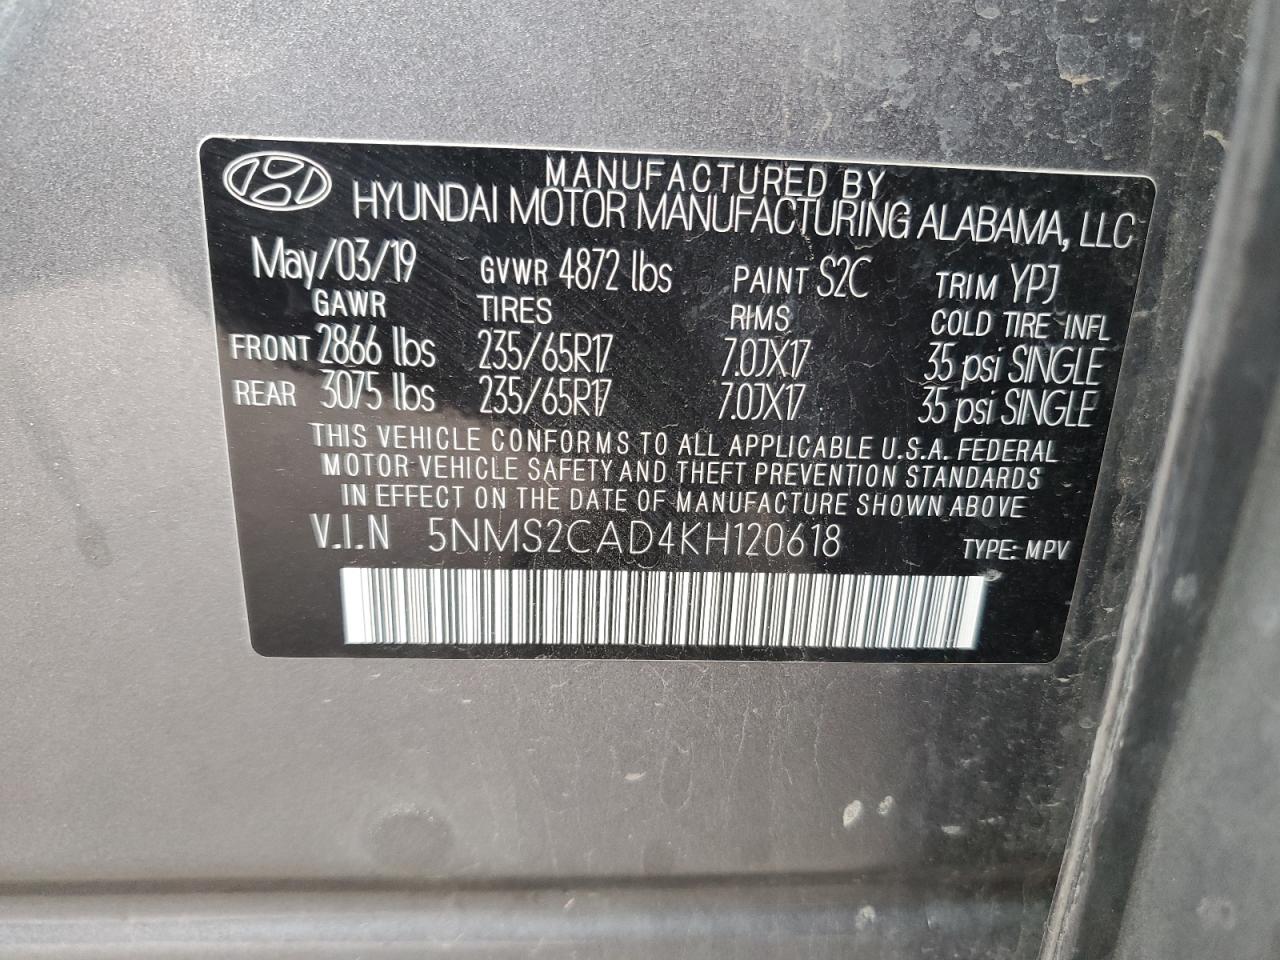 MANUFACTURED BY
HYUNDAI MOTOR MANUFACTURING ALABAMA, LLC
May/03/19 GVWR 4872 lbs PAINT S2C TRIM YPJ
GAWR TIRES RIMS COLD TIRE INFL
FRONT 2866 lbs 235/65R17 7.0JX17 35 psi SINGLE
REAR 3075 lbs 235/65R17 7.0JX17 35 psi SINGLE
THIS VEHICLE CONFORMS TO ALL APPLICABLE U.S.A. FEDERAL
MOTOR VEHICLE SAFETY AND THEFT PREVENTION STANDARDS
IN EFFECT ON THE DATE OF MANUFACTURE SHOWN ABOVE
V.I.N 5NMS2CAD4KH120618 TYPE: MPV